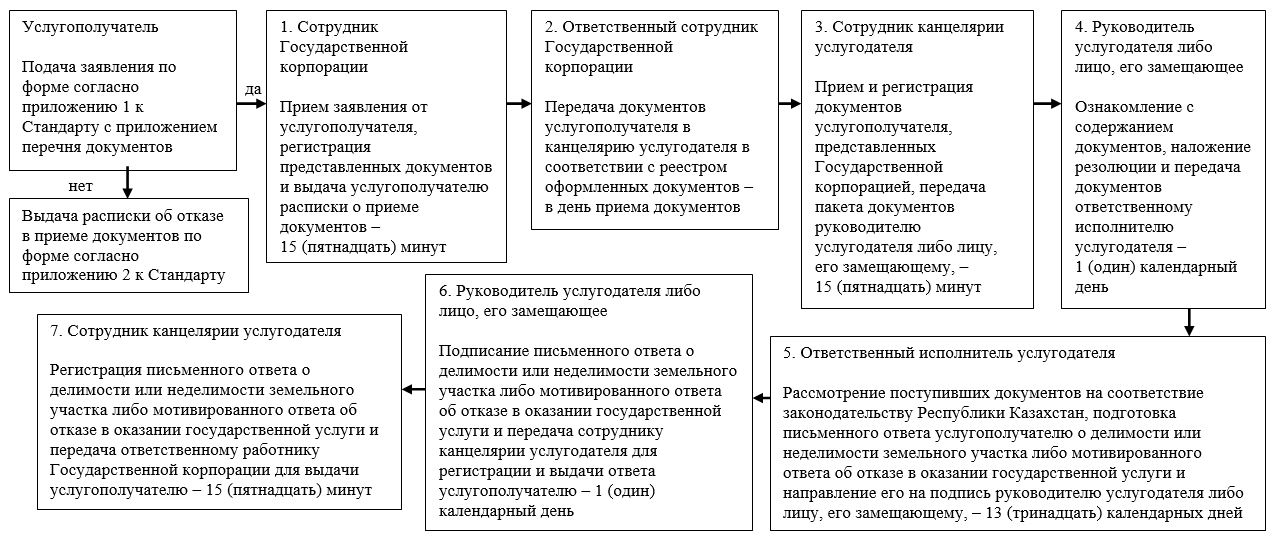 Услугополучатель
Подача заявления по
форме согласно
приложению 1 к
Стандарту с приложением
перечня документов
да
нет
Выдача расписки об отказе
в приеме документов по
форме согласно
приложению 2 к Стандарту
1. Сотрудник
Государственной
корпорации
Прием заявления от
услугополучателя,
регистрация
представленных документов
и выдача услугополучателю
расписки о приеме
документов –
15 (пятнадцать) минут
2. Ответственный сотрудник
Государственной
корпорации
Передача документов
услугополучателя в
канцелярию услугодателя в
соответствии с реестром
оформленных документов –
в день приема документов
3. Сотрудник канцелярии
услугодателя
Прием и регистрация
документов
услугополучателя,
представленных
Государственной
корпорацией, передача
пакета документов
руководителю
услугодателя либо лицу,
его замещающему, –
15 (пятнадцать) минут
4. Руководитель
услугодателя либо
лицо, его замещающее
Ознакомление с
содержанием
документов, наложение
резолюции и передача
документов
ответственному
исполнителю
услугодателя –
1 (один) календарный
день
5. Ответственный исполнитель услугодателя
Рассмотрение поступивших документов на соответствие
законодательству Республики Казахстан, подготовка
письменного ответа услугополучателю о делимости или
неделимости земельного участка либо мотивированного
ответа об отказе в оказании государственной услуги и
направление его на подпись руководителю услугодателя либо
лицу, его замещающему, – 13 (тринадцать) календарных дней
6. Руководитель услугодателя либо
лицо, его замещающее
Подписание письменного ответа о
делимости или неделимости земельного
участка либо мотивированного ответа
об отказе в оказании государственной
услуги и передача сотруднику
канцелярии услугодателя для
регистрации и выдачи ответа
услугополучателю – 1 (один)
календарный день
7. Сотрудник канцелярии услугодателя
Регистрация письменного ответа о
делимости или неделимости земельного
участка либо мотивированного ответа об
отказе в оказании государственной услуги и
передача ответственному работнику
Государственной корпорации для выдачи
услугополучателю – 15 (пятнадцать) минут